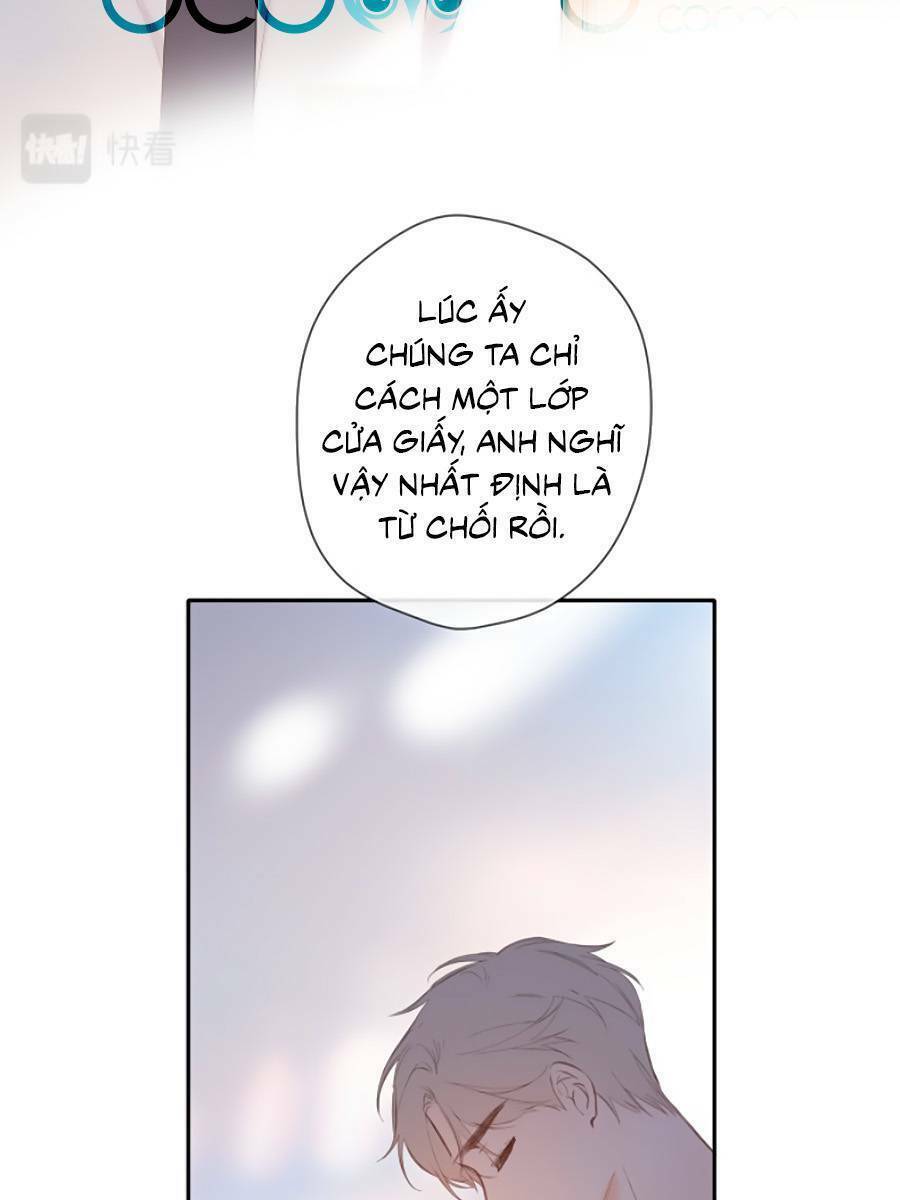 快看! 快看
LÚC ẤY
CHÚNG TA CHỈ
CÁCH MỘT LỚP
CỬA GIẤY, ANH NGHĨ
VẬY NHẤT ĐỊNH LÀ
TỪ CHỐI RỒI.